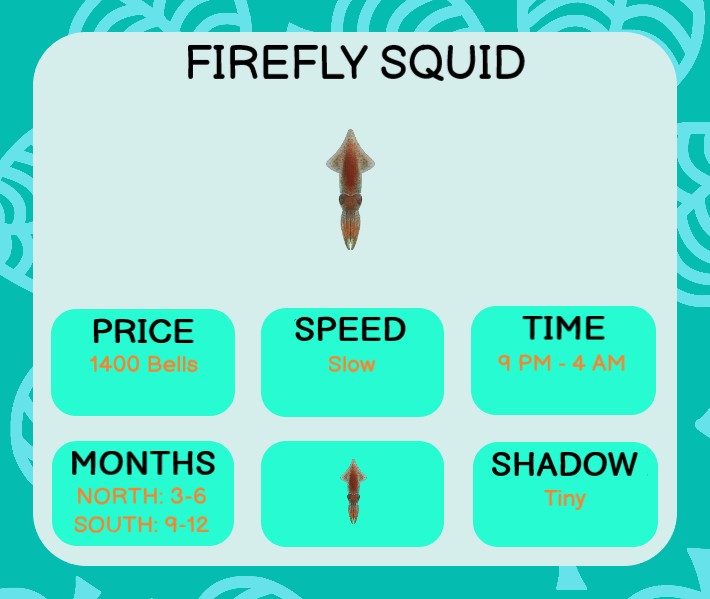 FIREFLY SQUID
PRICE
1400 Bells
SPEED
Slow
TIME
9 PM - 4 AM
MONTHS
NORTH: 3-6
SOUTH: 9-12
SHADOW
Tiny